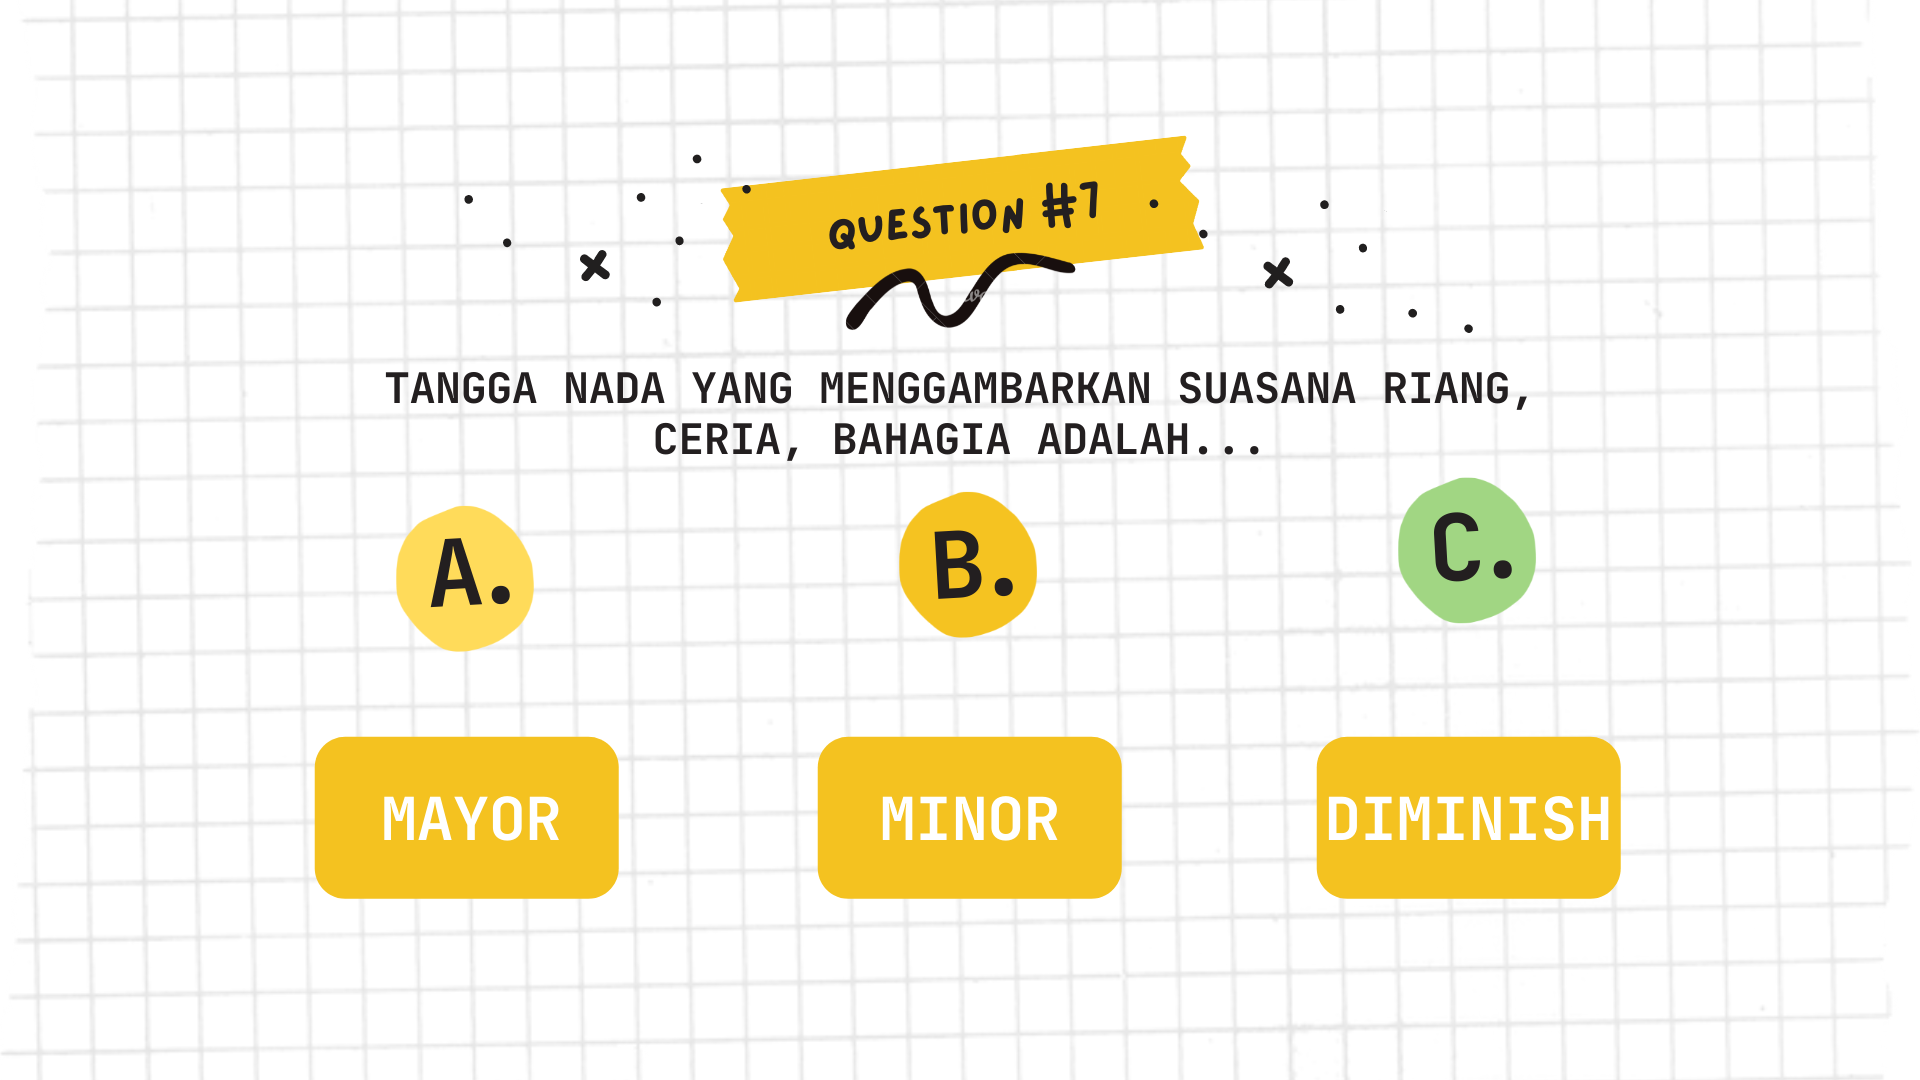 QUESTION #7
TANGGA NADA YANG MENGGAMBARKAN SUASANA RIANG,
CERIA, BAHAGIA ADALAH...
A.
B.
C.
MAYOR
MINOR
DIMINISH